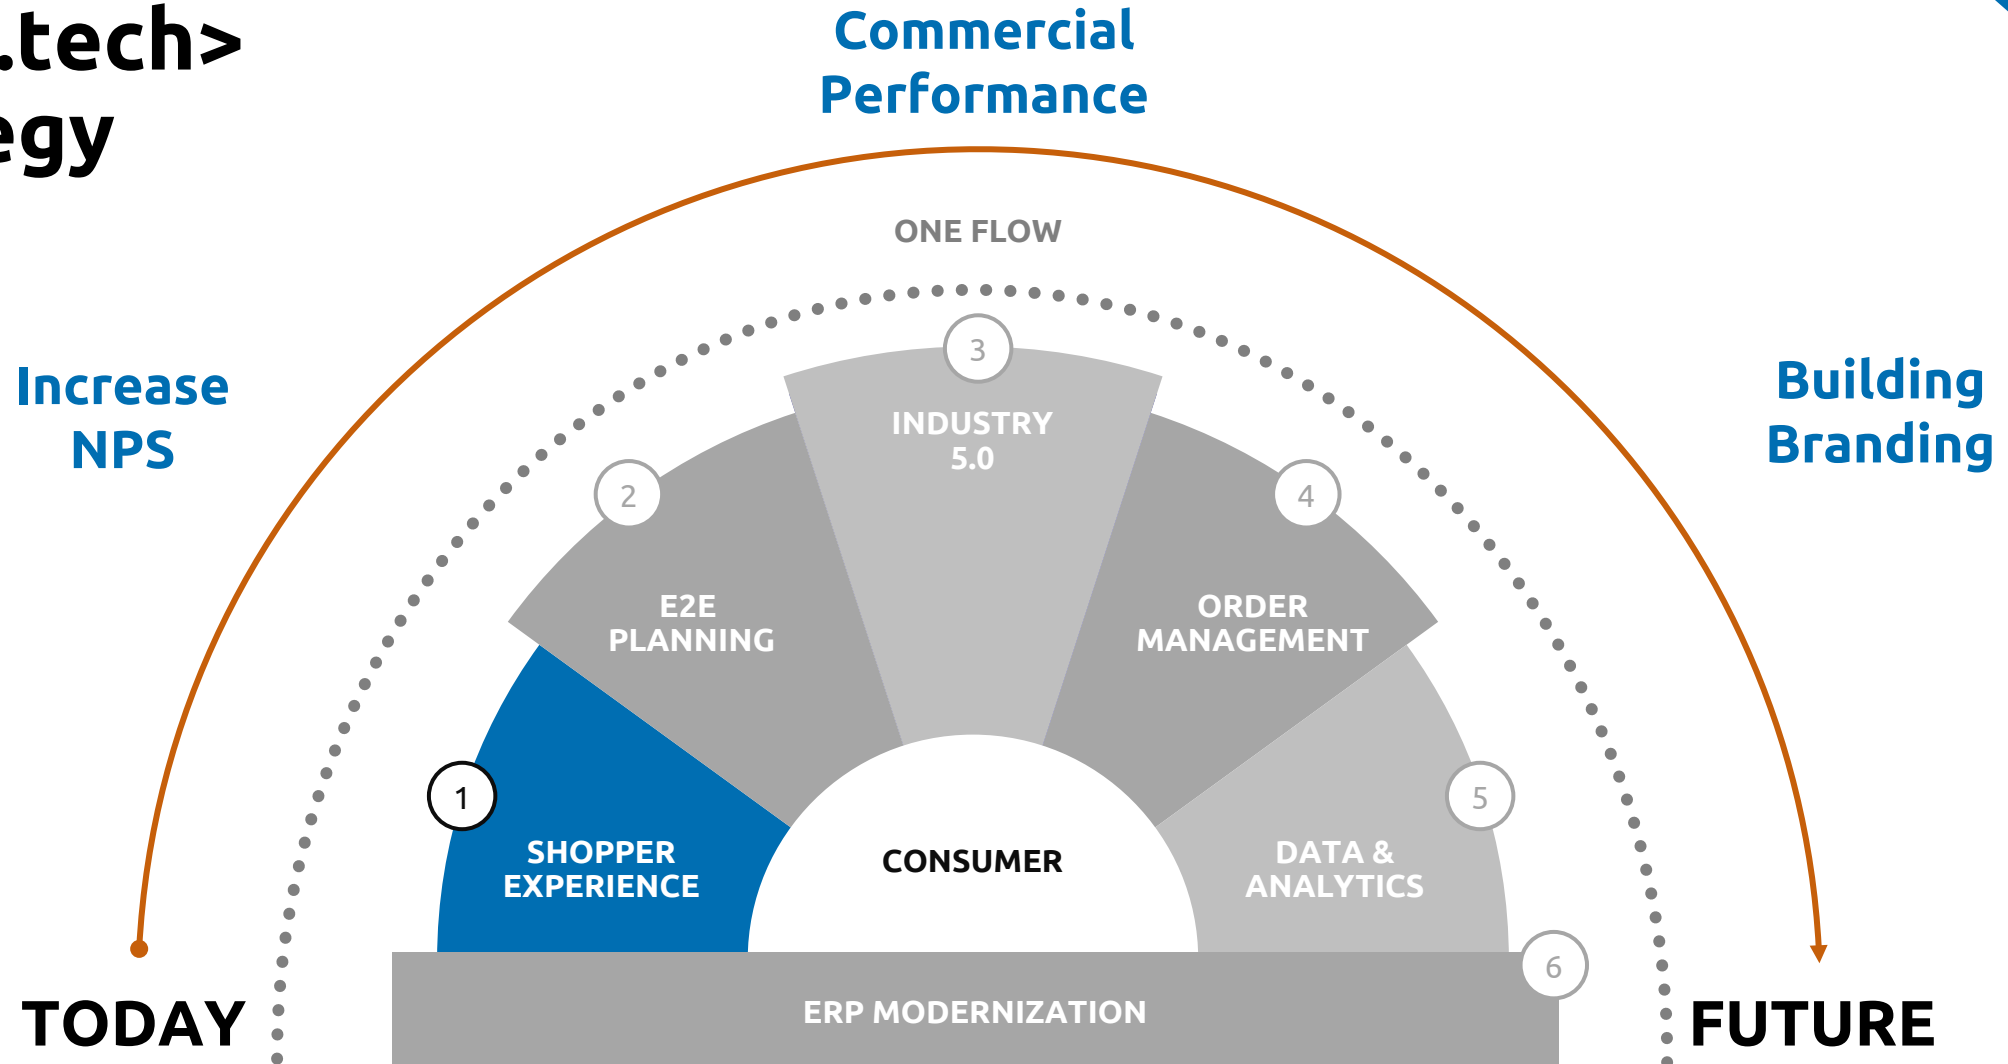 .tech>
egy
Commercial
Performance
ONE FLOW
Increase
NPS
Building
Branding
3
INDUSTRY
5.0
2
E2E
PLANNING
4
ORDER
MANAGEMENT
1
SHOPPER
EXPERIENCE
CONSUMER
5
DATA &
ANALYTICS
6
ERP MODERNIZATION
TODAY
FUTURE